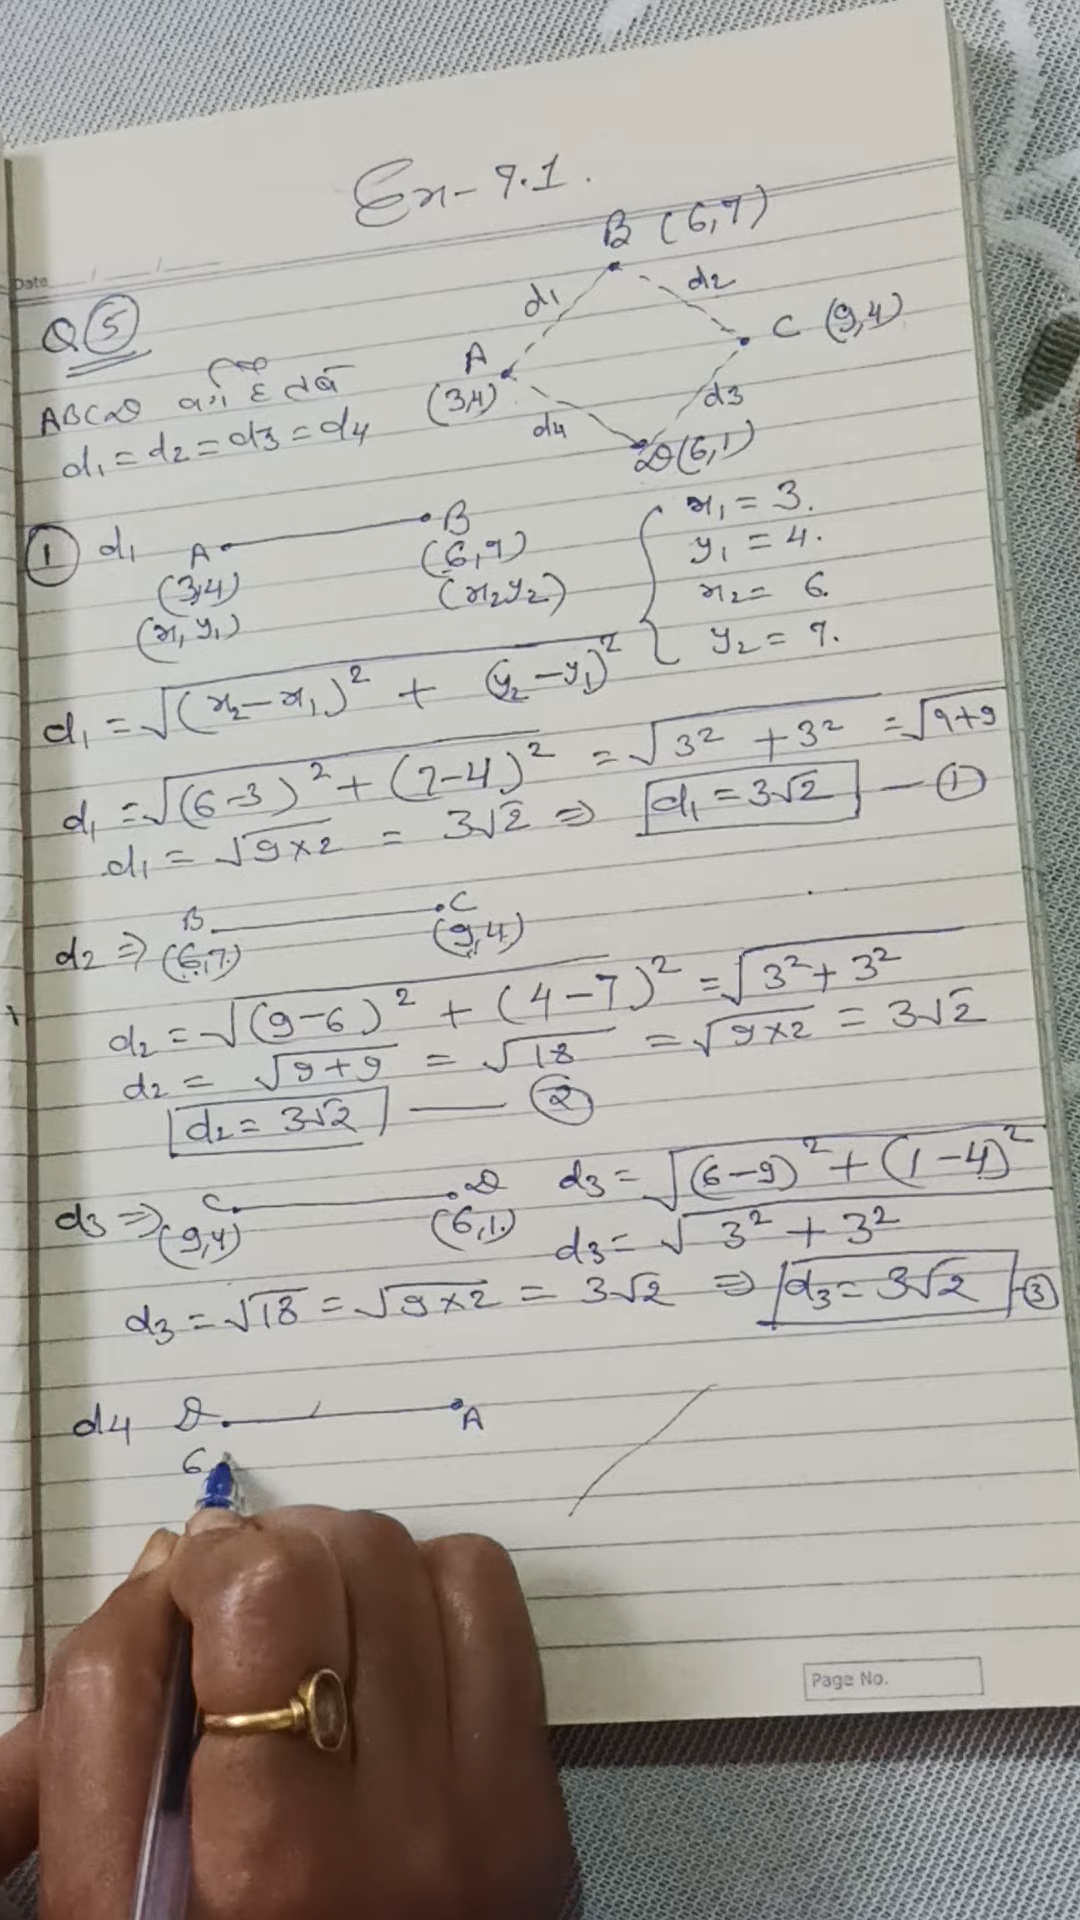 Ex-7.1.
Date
B (6,7)
Q 5
d1
d2
C (9,4)
A
(3,4)
d3
d4
D(6,1)
ABCD वर्ग है तब
d₁ = d₂ = d3 = d4
1 d₁ A B
(3,4) (6,7)
(x₁ y₁) (x₂ y₂)
x₁ = 3.
y₁ = 4.
x₂ = 6.
y₂ = 7.
d₁ = √(x₂-x₁)² + (y₂-y₁)²
d₁ = √(6-3)² + (7-4)² = √3² + 3² = √9+9
d₁ = √9×2 = 3√2 ⇒ d₁ = 3√2 — 1
d2 ⇒ B C
(6,7) (9,4)
d2 = √(9-6)² + (4-7)² = √3² + 3²
d2 = √9+9 = √18 = √9×2 = 3√2
d2 = 3√2 — 2
d3 ⇒ C D
(9,4) (6,1)
d3 = √(6-9)² + (1-4)²
d3 = √3² + 3²
d3 = √18 = √9×2 = 3√2 ⇒ d3 = 3√2 - 3
d4 D A
6
Page No.